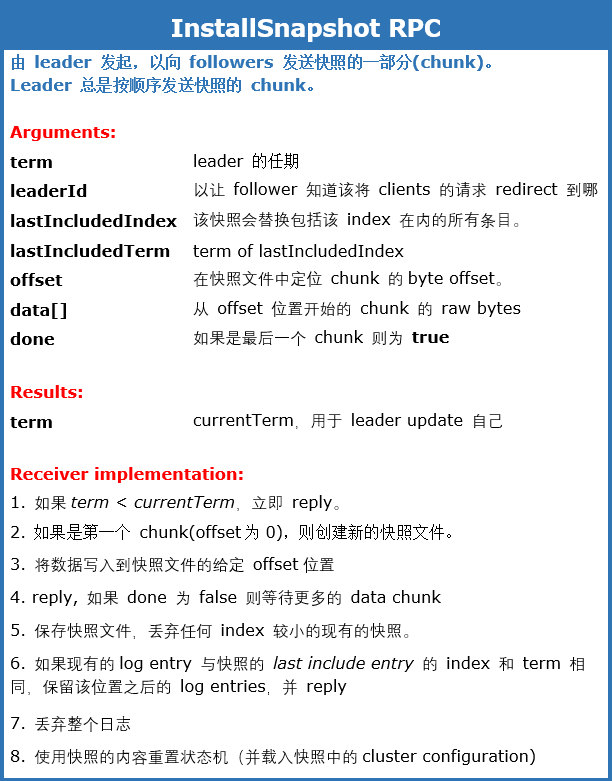 InstallSnapshot RPC
由 leader 发起，以向 followers 发送快照的一部分(chunk)。
Leader 总是按顺序发送快照的 chunk。
Arguments:
term leader 的任期
leaderId 以让 follower 知道该将 clients 的请求 redirect 到哪
lastIncludedIndex 该快照会替换包括该 index 在内的所有条目。
lastIncludedTerm term of lastIncludedIndex
offset 在快照文件中定位 chunk 的 byte offset。
data[] 从 offset 位置开始的 chunk 的 raw bytes
done 如果是最后一个 chunk 则为 true
Results:
term currentTerm，用于 leader update 自己
Receiver implementation:
1. 如果 term < currentTerm，立即 reply。
2. 如果是第一个 chunk(offset 为 0)，则创建新的快照文件。
3. 将数据写入到快照文件的给定 offset 位置
4. reply, 如果 done 为 false 则等待更多的 data chunk
5. 保存快照文件，丢弃任何 index 较小的现有的快照。
6. 如果现有的 log entry 与快照的 last include entry 的 index 和 term 相
同，保留该位置之后的 log entries，并 reply
7. 丢弃整个日志
8. 使用快照的内容重置状态机（并载入快照中的 cluster configuration)